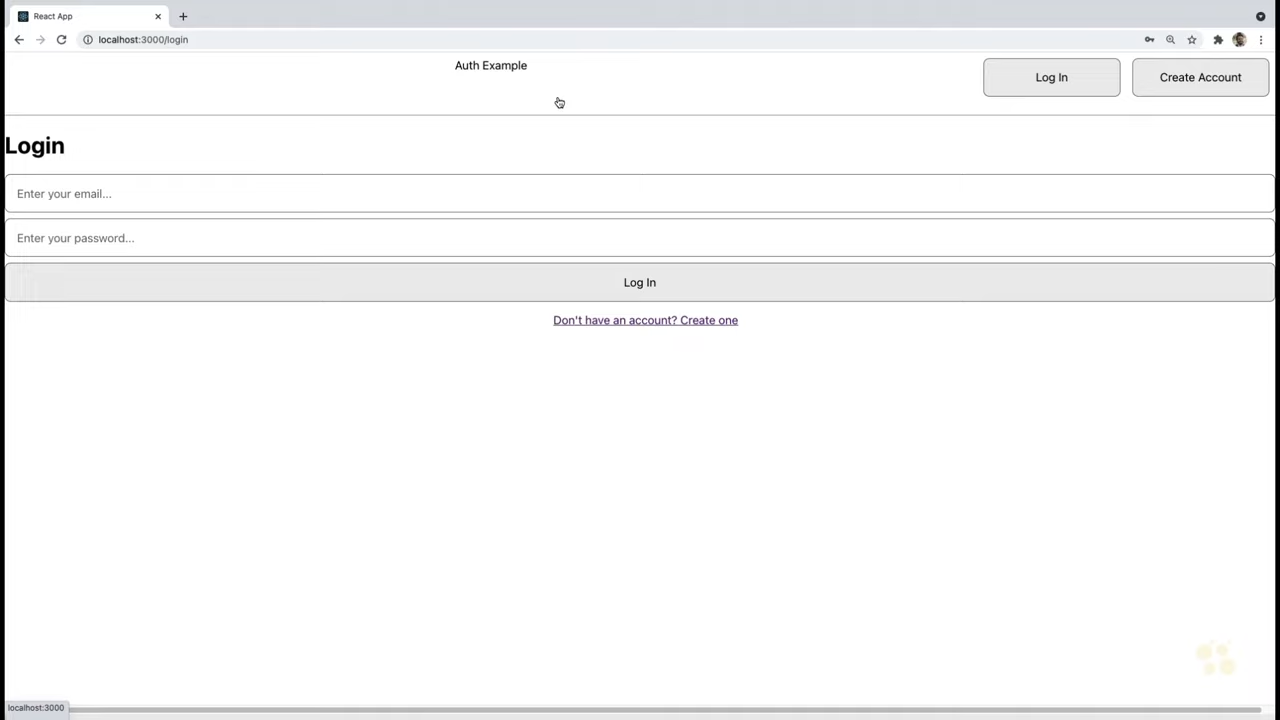 React App
localhost:3000/login
Auth Example
Log In
Create Account
Login
Enter your email...
Enter your password...
Log In
Don't have an account? Create one
localhost:3000